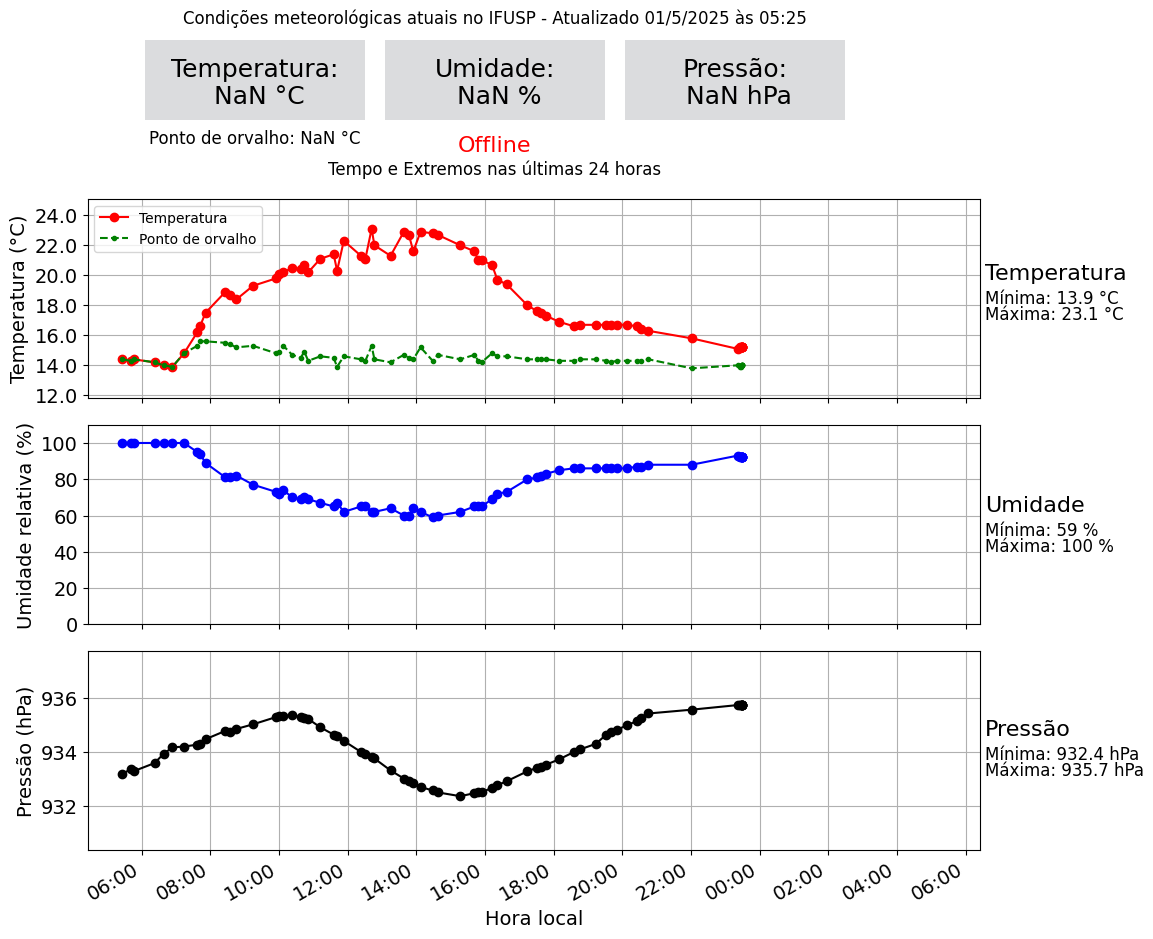 Condições meteorológicas atuais no IFUSP - Atualizado 01/5/2025 às 05:25
Temperatura:
NaN °C
Umidade:
NaN %
Pressão:
NaN hPa
Ponto de orvalho: NaN °C
Offline
Tempo e Extremos nas últimas 24 horas
Temperatura (°C)
24.0
22.0
20.0
18.0
16.0
14.0
12.0
Temperatura
Ponto de orvalho
Temperatura
Mínima: 13.9 °C
Máxima: 23.1 °C
Umidade relativa (%)
100
80
60
40
20
0
Umidade
Mínima: 59 %
Máxima: 100 %
Pressão (hPa)
936
934
932
Pressão
Mínima: 932.4 hPa
Máxima: 935.7 hPa
06:00 08:00 10:00 12:00 14:00 16:00 18:00 20:00 22:00 00:00 02:00 04:00 06:00
Hora local